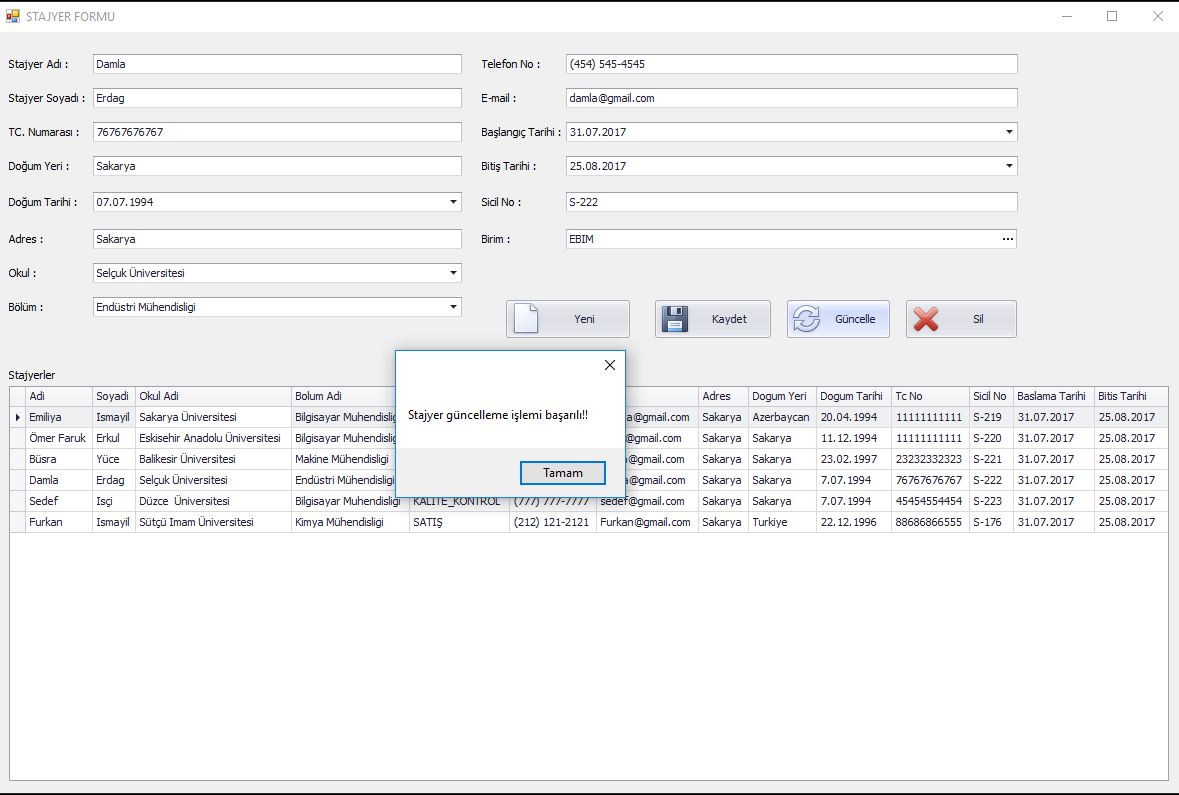 STAJYER FORMU
Stajyer Adı : Damla Telefon No : (454) 545-4545
Stajyer Soyadı : Erdag E-mail : damla@gmail.com
TC. Numarası : 76767676767 Başlangıç Tarihi : 31.07.2017
Doğum Yeri : Sakarya Bitiş Tarihi : 25.08.2017
Doğum Tarihi : 07.07.1994 Sicil No : S-222
Adres : Sakarya Birim : EBIM ...
Okul : Selçuk Üniversitesi
Bölüm : Endüstri Mühendisligi
Yeni Kaydet Güncelle Sil
Stajyerler
Adi Soyadi Okul Adi Bolum Adi Adres Dogum Yeri Dogum Tarihi Tc No Sicil No Baslama Tarihi Bitis Tarihi
Emiliya Ismayil Sakarya Üniversitesi Bilgisayar Muhendislig a@gmail.com Sakarya Azerbaycan 20.04.1994 11111111111 S-219 31.07.2017 25.08.2017
Stajyer güncelleme işlemi başarılı!!
Ömer Faruk Erkul Eskisehir Anadolu Üniversitesi Bilgisayar Muhendislig @gmail.com Sakarya Sakarya 11.12.1994 11111111111 S-220 31.07.2017 25.08.2017
Büsra Yüce Balikesir Üniversitesi Makine Mühendisligi a@gmail.com Sakarya Sakarya 23.02.1997 23232332323 S-221 31.07.2017 25.08.2017
Tamam
Damla Erdag Selçuk Üniversitesi Endüstri Mühendisligi a@gmail.com Sakarya Sakarya 7.07.1994 76767676767 S-222 31.07.2017 25.08.2017
Sedef Isçi Düzce Üniversitesi Bilgisayar Muhendisligi KALITE_KONTROL (777) 777-7777 sedef@gmail.com Sakarya Sakarya 7.07.1994 45454554454 S-223 31.07.2017 25.08.2017
Furkan Ismayil Sütçü Imam Üniversitesi Kimya Mühendisligi SATIŞ (212) 121-2121 Furkan@gmail.com Sakarya Turkiye 22.12.1996 88686866555 S-176 31.07.2017 25.08.2017